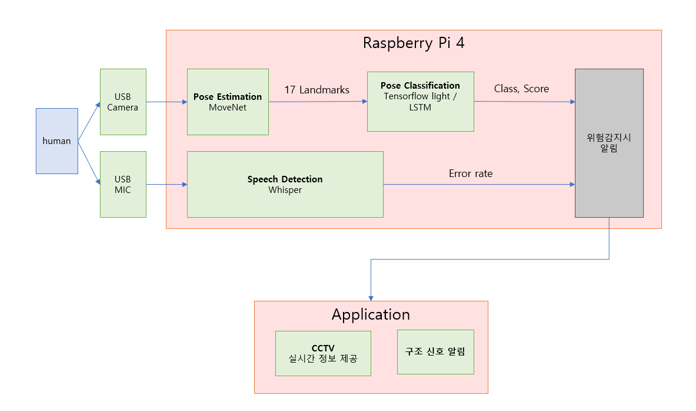 Raspberry Pi 4
human
USB
Camera
Pose Estimation
MoveNet
17 Landmarks
Pose Classification
Tensorflow light /
LSTM
Class, Score
위험감지시
알림
USB
MIC
Speech Detection
Whisper
Error rate
Application
CCTV
실시간 정보 제공
구조 신호 알림